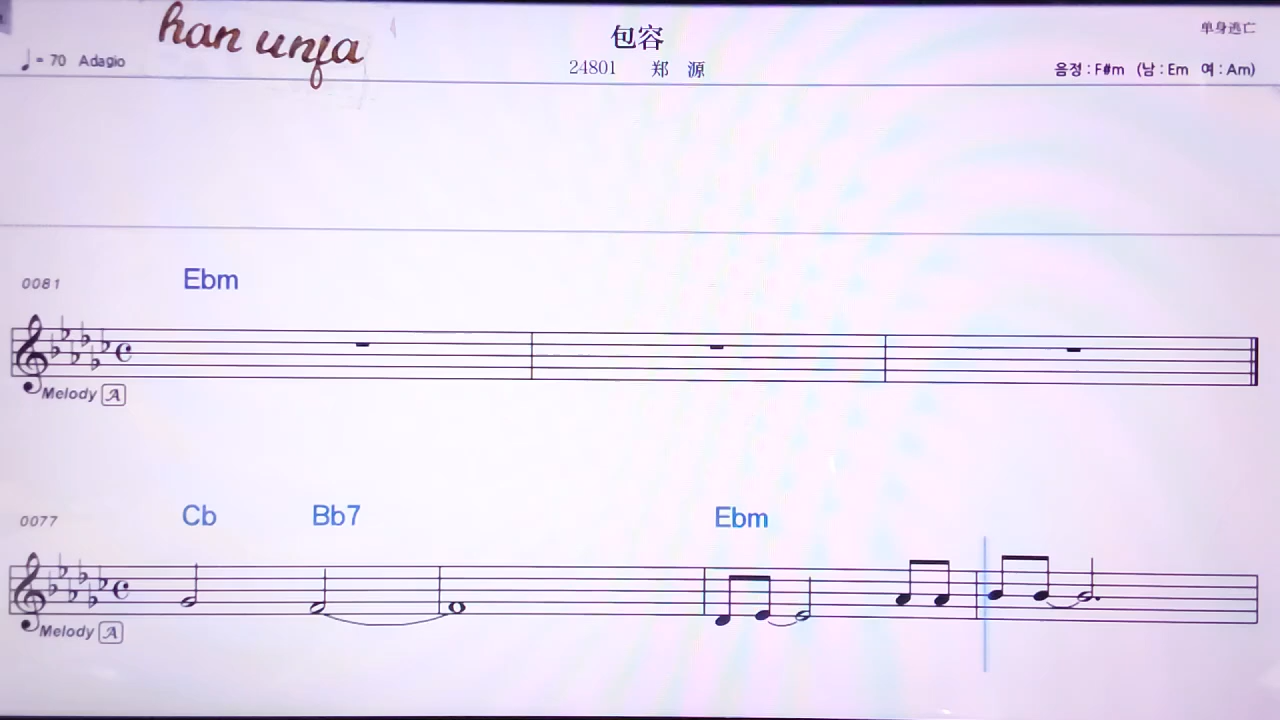 han unfa
包容
单身逃亡
♩= 70 Adagio
24801 郑 源
음정 : F#m (남 : Em 여 : Am)
0081
Ebm
Melody A
0077
Cb Bb7 Ebm
Melody A